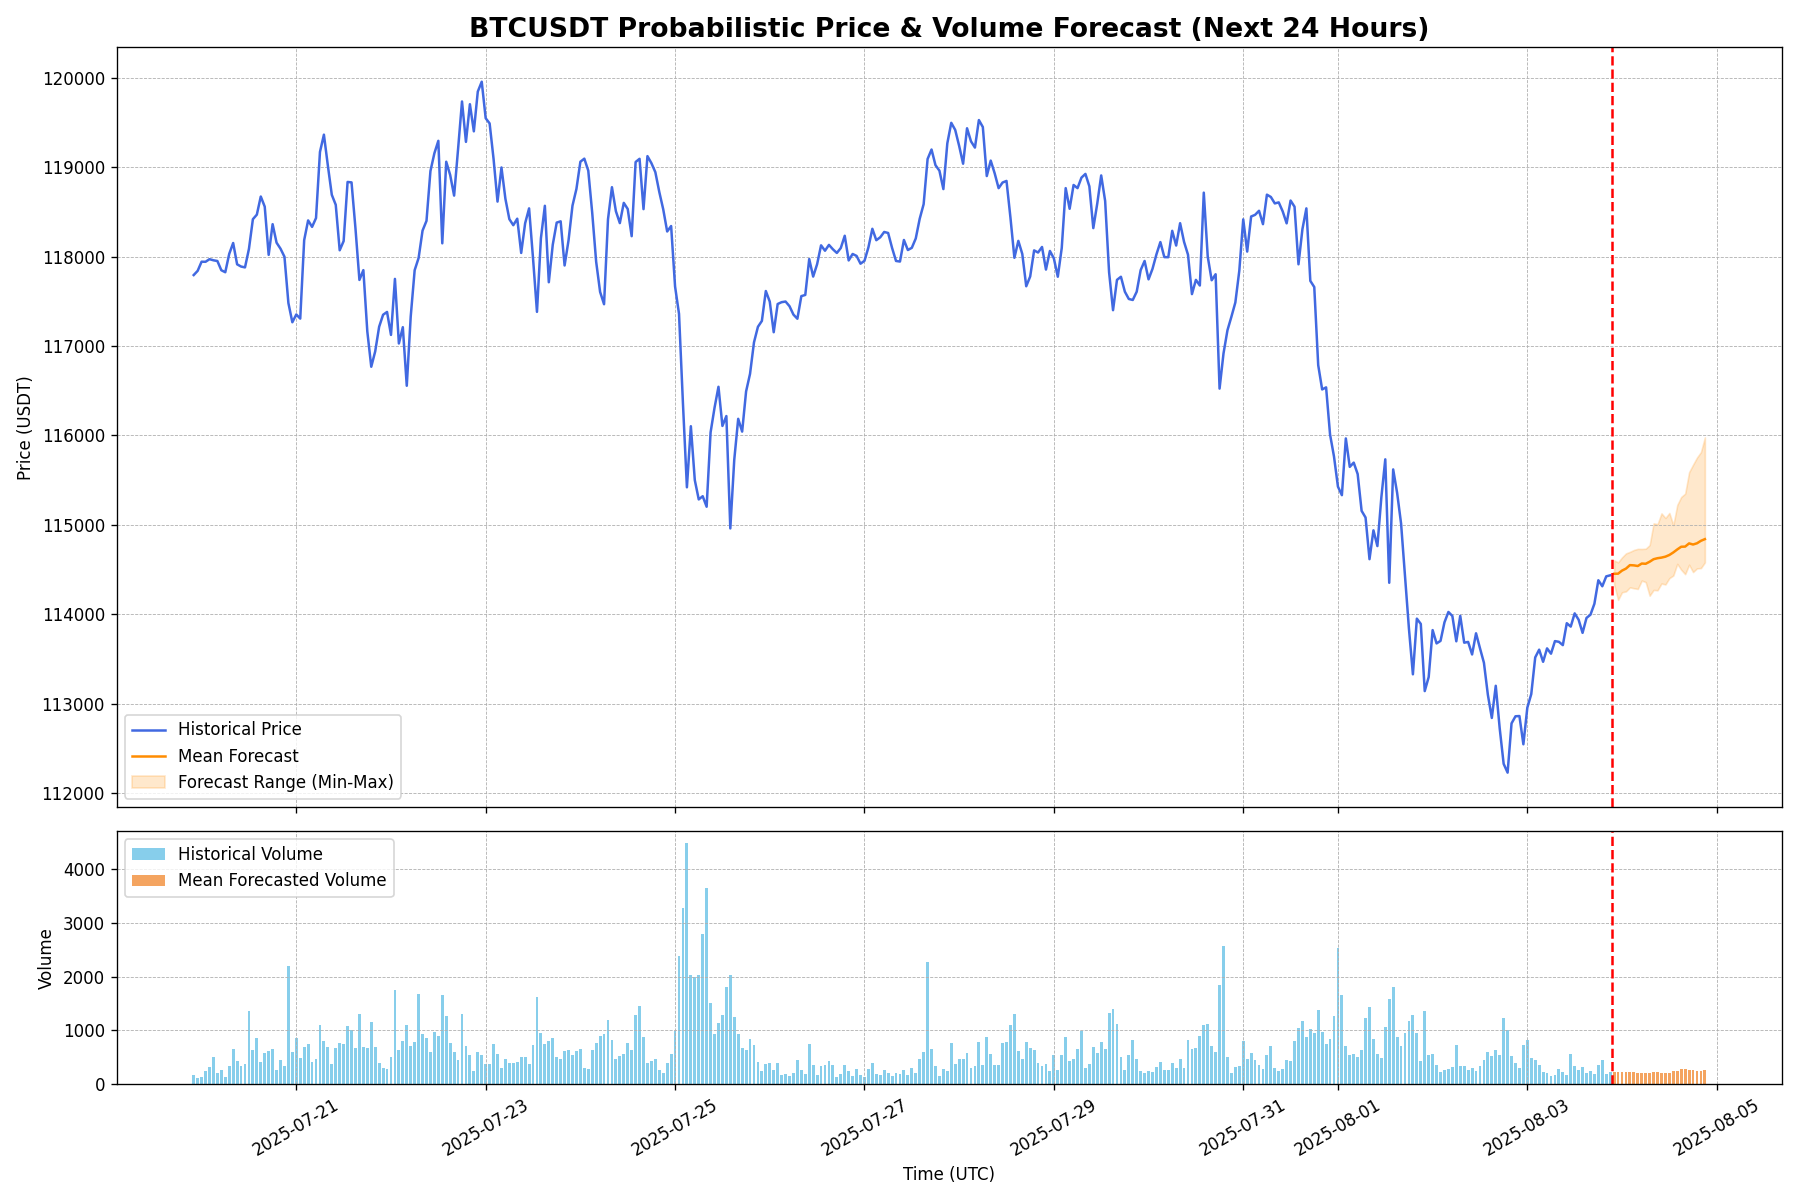 BTCUSDT Probabilistic Price & Volume Forecast (Next 24 Hours)
Price (USDT)
120000
119000
118000
117000
116000
115000
114000
113000
112000
Historical Price
Mean Forecast
Forecast Range (Min-Max)
Volume
4000
3000
2000
1000
0
Historical Volume
Mean Forecasted Volume
2025-07-21
2025-07-23
2025-07-25
2025-07-27
2025-07-29
2025-07-31
2025-08-01
2025-08-03
2025-08-05
Time (UTC)